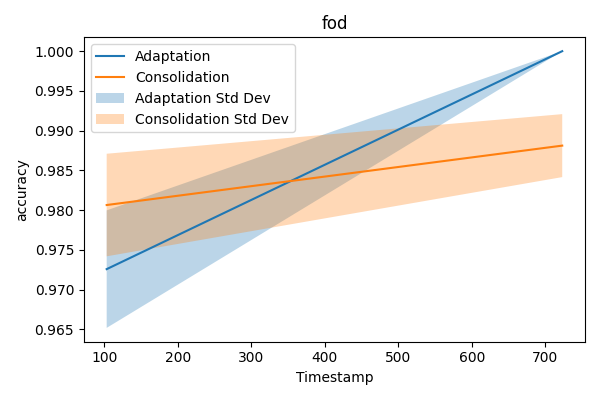 fod
1.000
0.995
0.990
0.985
0.980
0.975
0.970
0.965
accuracy
Adaptation
Consolidation
Adaptation Std Dev
Consolidation Std Dev
100
200
300
400
500
600
700
Timestamp